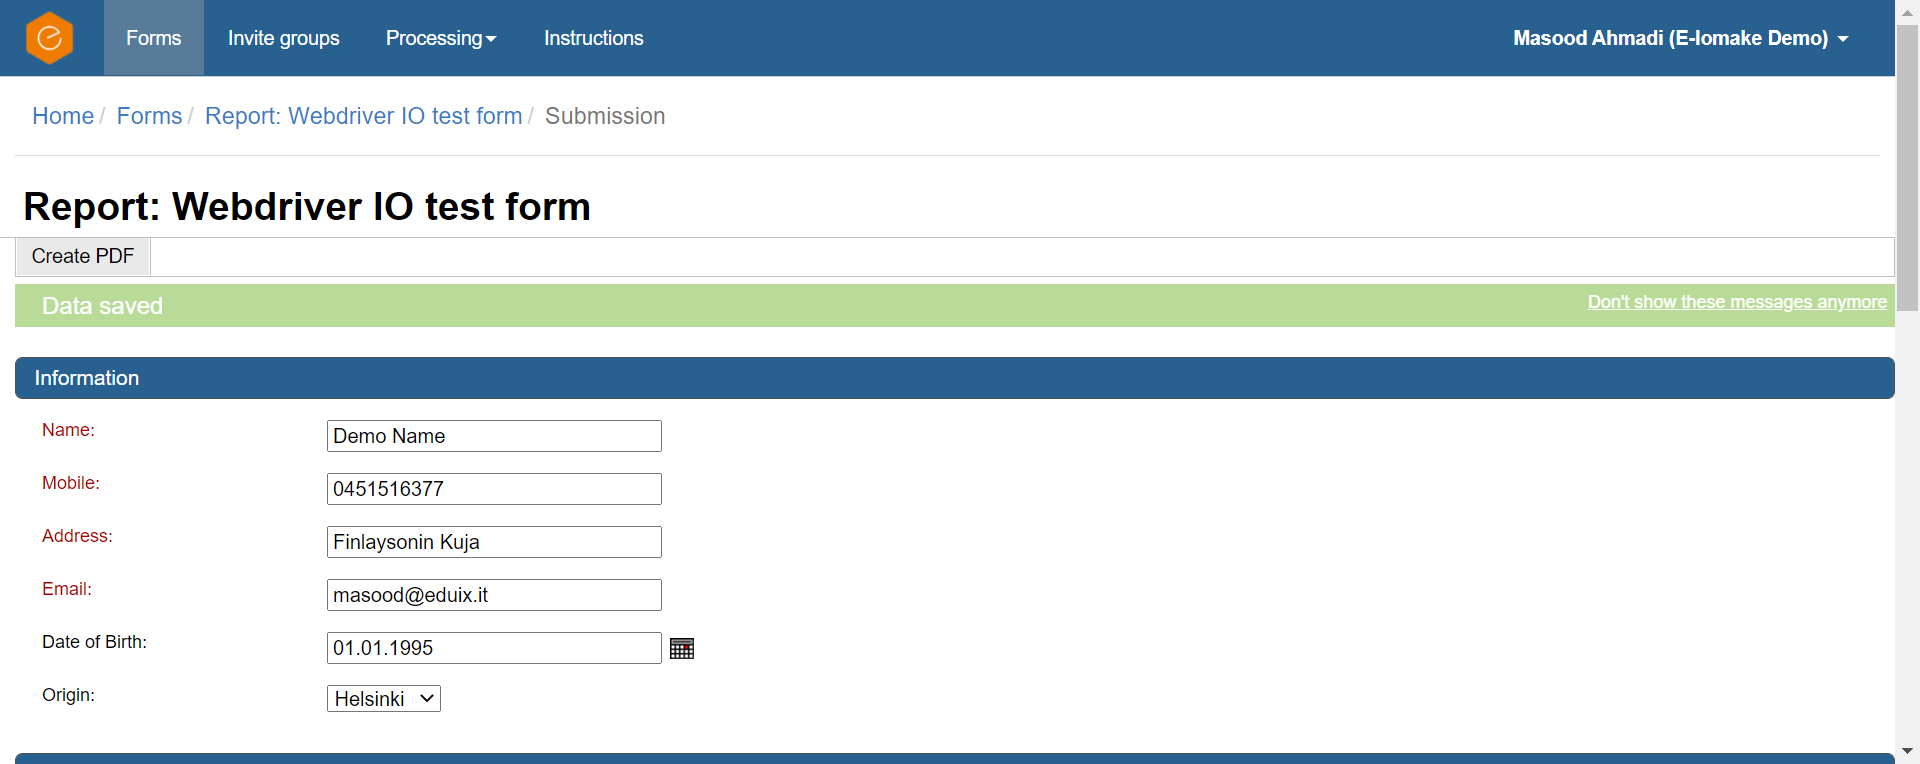 Forms Invite groups Processing Instructions Masood Ahmadi (E-lomake Demo)
Home / Forms / Report: Webdriver IO test form / Submission
Report: Webdriver IO test form
Create PDF
Data saved Don't show these messages anymore
Information
Name: Demo Name
Mobile: 0451516377
Address: Finlaysonin Kuja
Email: masood@eduix.it
Date of Birth: 01.01.1995
Origin: Helsinki